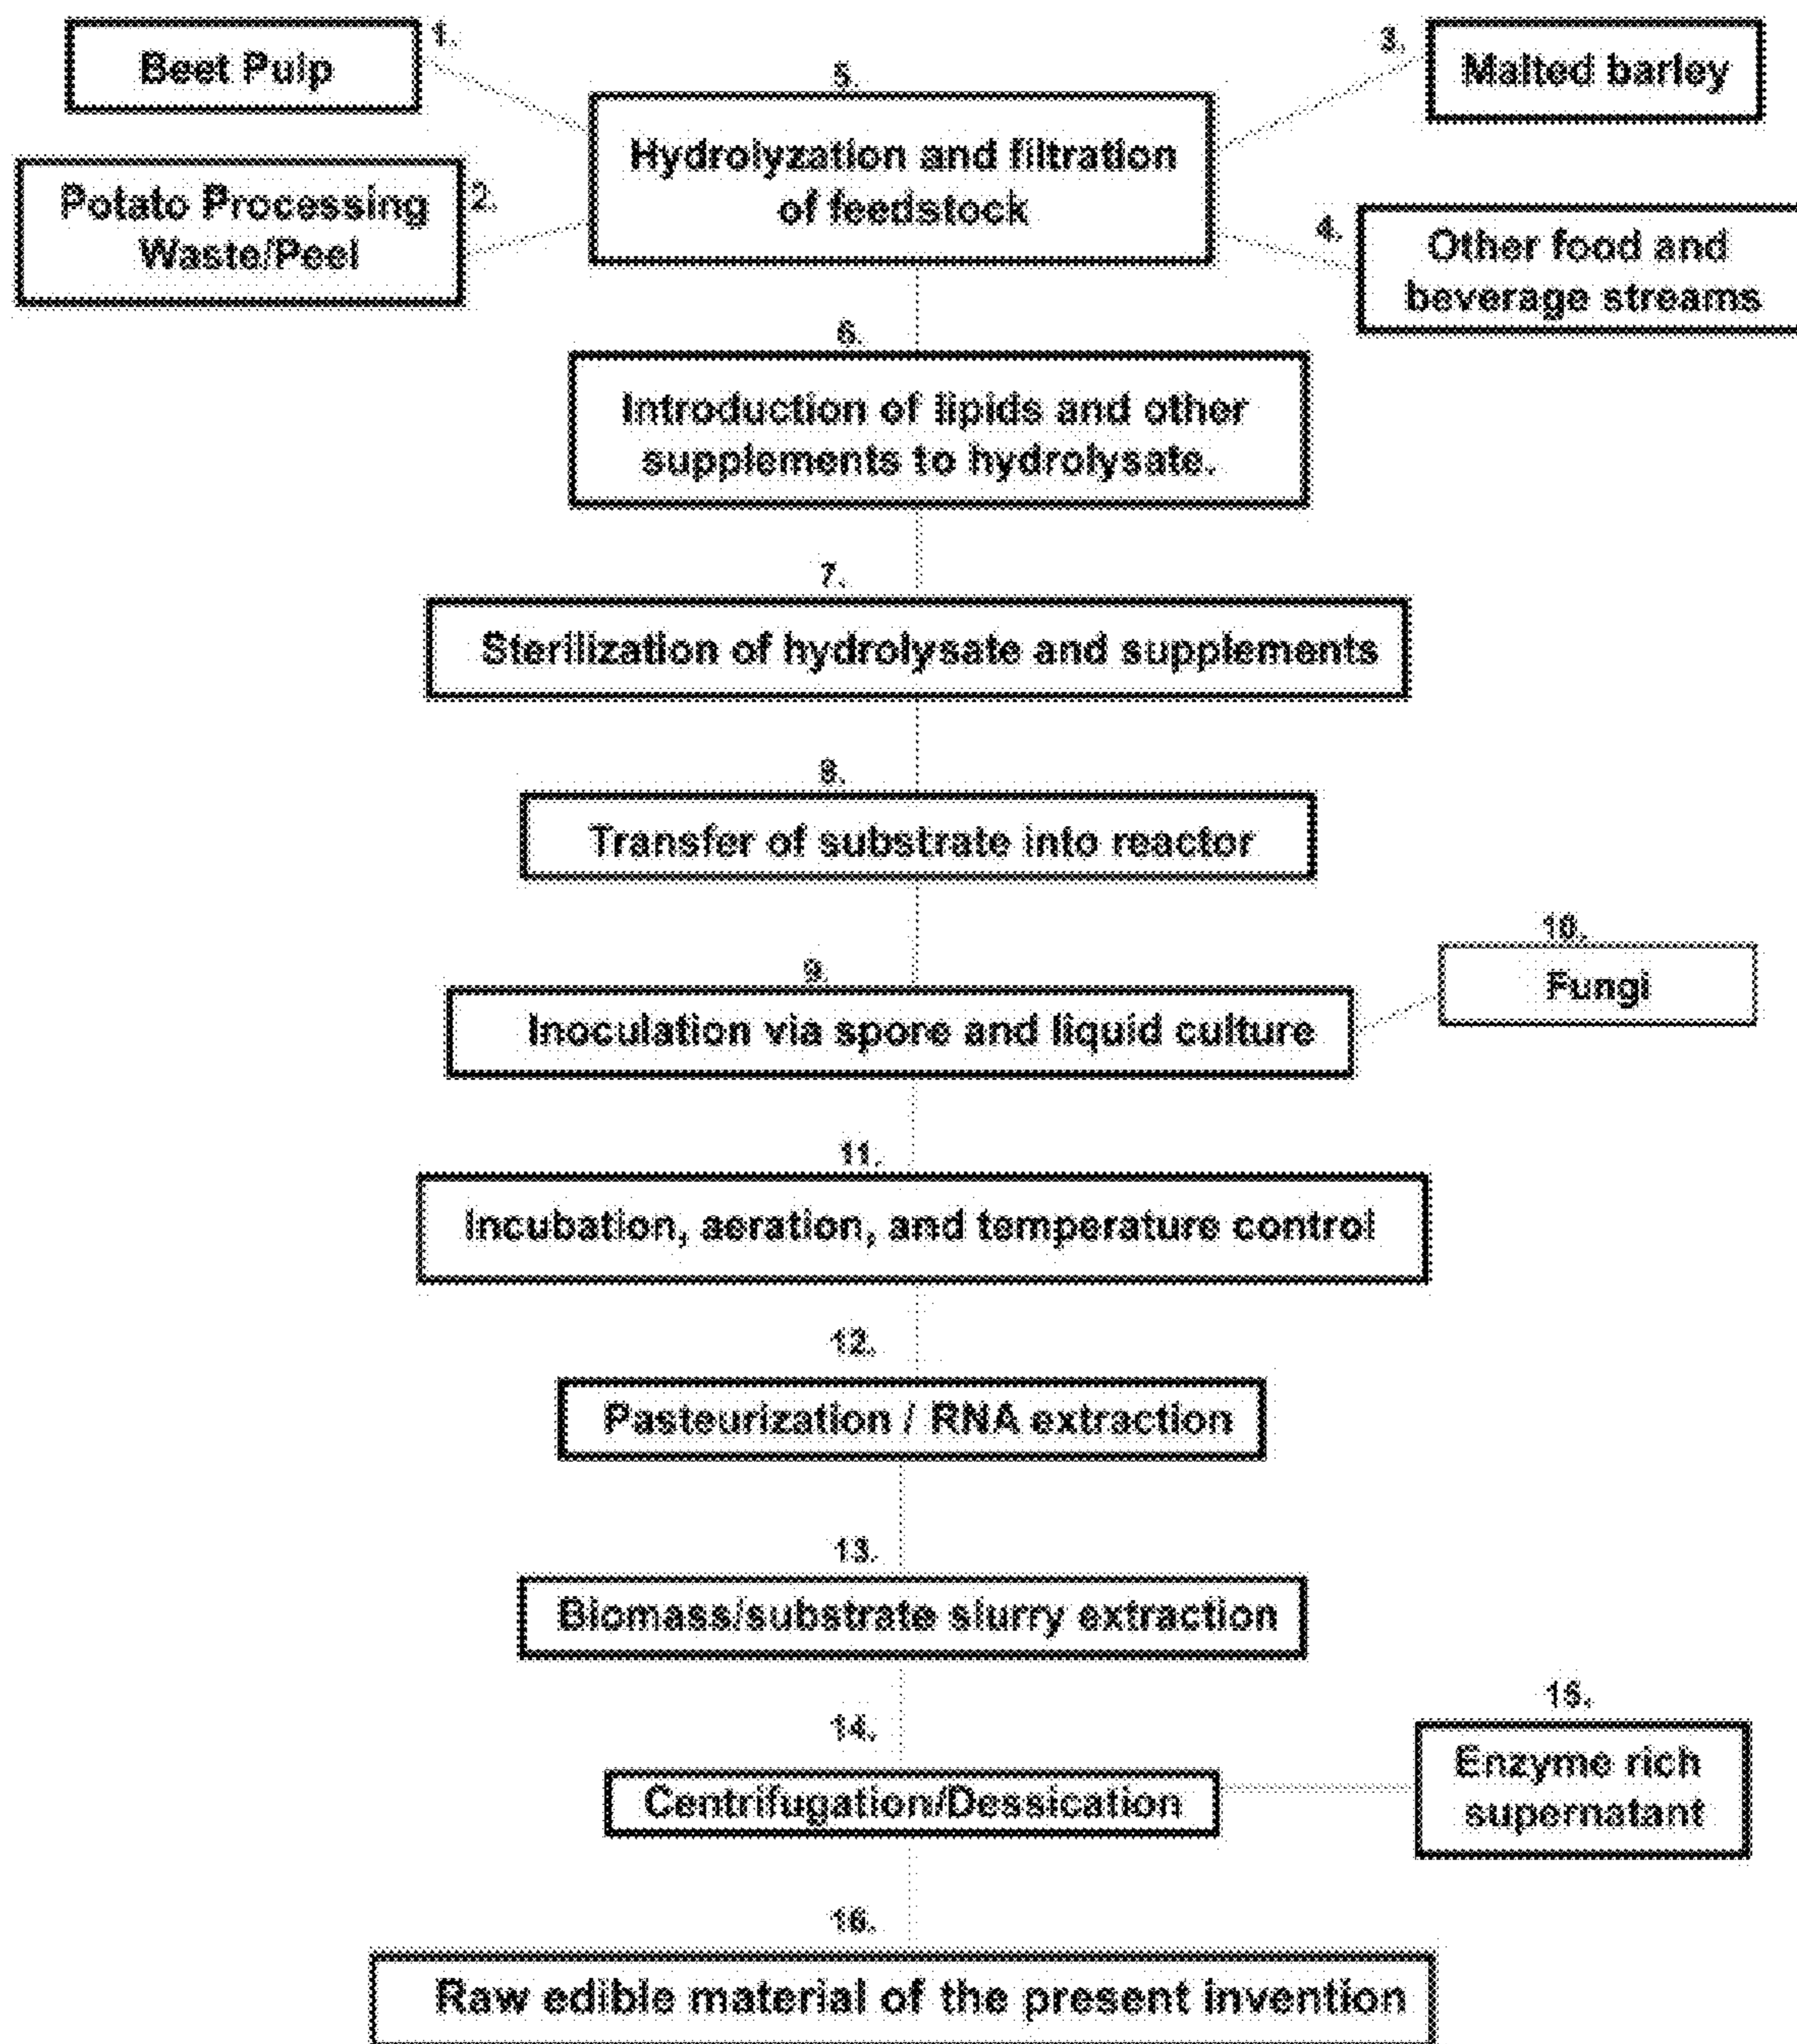 1.
Beet Pulp
2.
Potato Processing
Waste/Peel
3.
Malted barley
4.
Other food and
beverage streams
5.
Hydrolyzation and filtration
of feedstock
6.
Introduction of lipids and other
supplements to hydrolysate.
7.
Sterilization of hydrolysate and supplements
8.
Transfer of substrate into reactor
9.
Inoculation via spore and liquid culture
10.
Fungi
11.
Incubation, aeration, and temperature control
12.
Pasteurization / RNA extraction
13.
Biomass/substrate slurry extraction
14.
Centrifugation/Dessication
15.
Enzyme rich
supernatant
16.
Raw edible material of the present invention